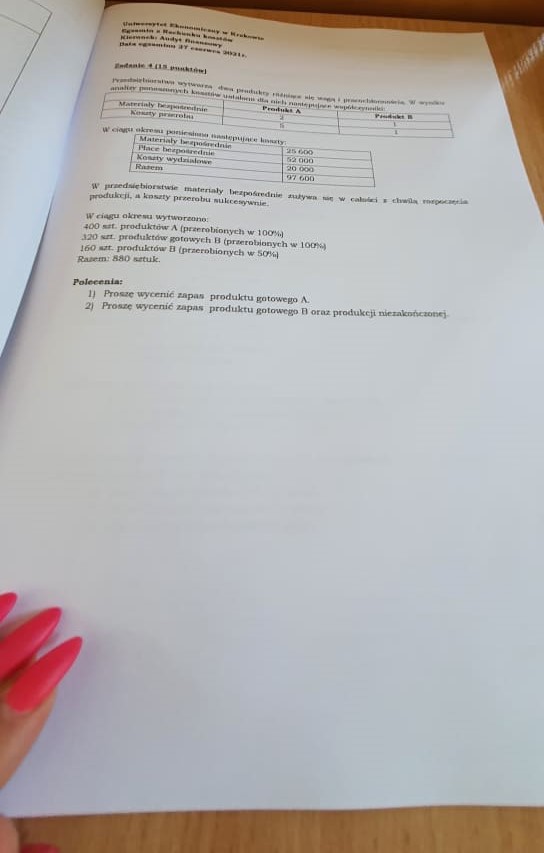 Uniwersytet Ekonomiczny w Krakowie
Egzamin z Rachunku kosztów
Kierunek: Audyt finansowy
Data egzaminu 27 czerwca 2021r.
Zadanie 4 (15 punktów)
Przedsiębiorstwo wytwarza dwa produkty różniące się wagą i pracochłonnością. W wyniku
analizy ponoszonych kosztów ustalono dla nich następujące współczynniki:
Produkt A Produkt B
Materiały bezpośrednie 2 1
Koszty przerobu 5 1
W ciągu okresu poniesiono następujące koszty:
Materiały bezpośrednie 25 600
Płace bezpośrednie 52 000
Koszty wydziałowe 20 000
Razem 97 600
W przedsiębiorstwie materiały bezpośrednie zużywa się w całości z chwilą rozpoczęcia
produkcji, a koszty przerobu sukcesywnie.
W ciągu okresu wytworzono:
400 szt. produktów A (przerobionych w 100%)
320 szt. produktów gotowych B (przerobionych w 100%)
160 szt. produktów B (przerobionych w 50%)
Razem: 880 sztuk.
Polecenia:
1) Proszę wycenić zapas produktu gotowego A.
2) Proszę wycenić zapas produktu gotowego B oraz produkcji niezakończonej.